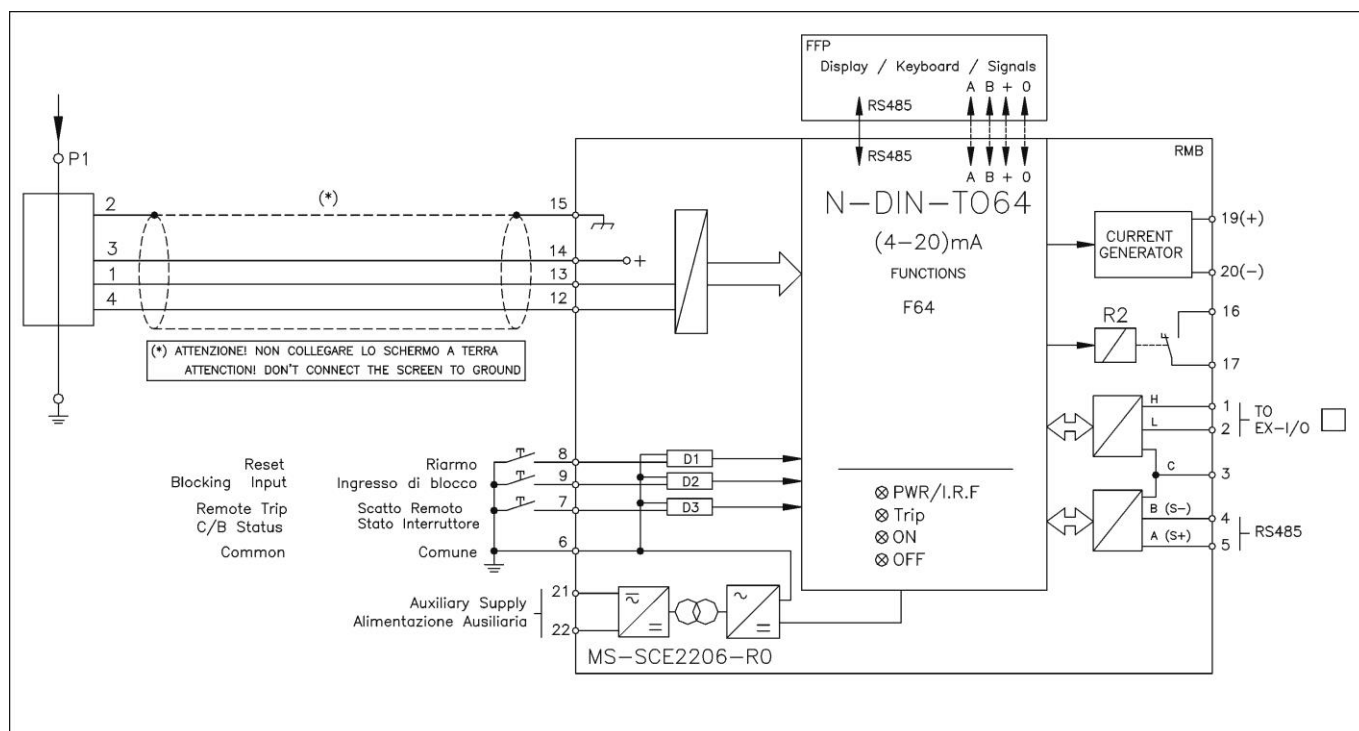 FFP
Display / Keyboard / Signals
A B + 0
RS485
RS485
A B + 0
RMB
P1
N-DIN-TO64
(4-20)mA
FUNCTIONS
F64
2
(*)
15
3
14
+
1
13
4
12
(*) ATTENZIONE! NON COLLEGARE LO SCHERMO A TERRA
ATTENCTION! DON'T CONNECT THE SCREEN TO GROUND
CURRENT
GENERATOR
19(+)
20(-)
R2
16
17
H
1
L
2
TO
EX-I/O
C
3
B (S-)
4
A (S+)
5
RS485
Reset
Riarmo
8
D1
Blocking Input
Ingresso di blocco
9
D2
Remote Trip
Scatto Remoto
7
D3
C/B Status
Stato Interruttore
Common
Comune
6
PWR/I.R.F
Trip
ON
OFF
21
Auxiliary Supply
Alimentazione Ausiliaria
22
MS-SCE2206-R0